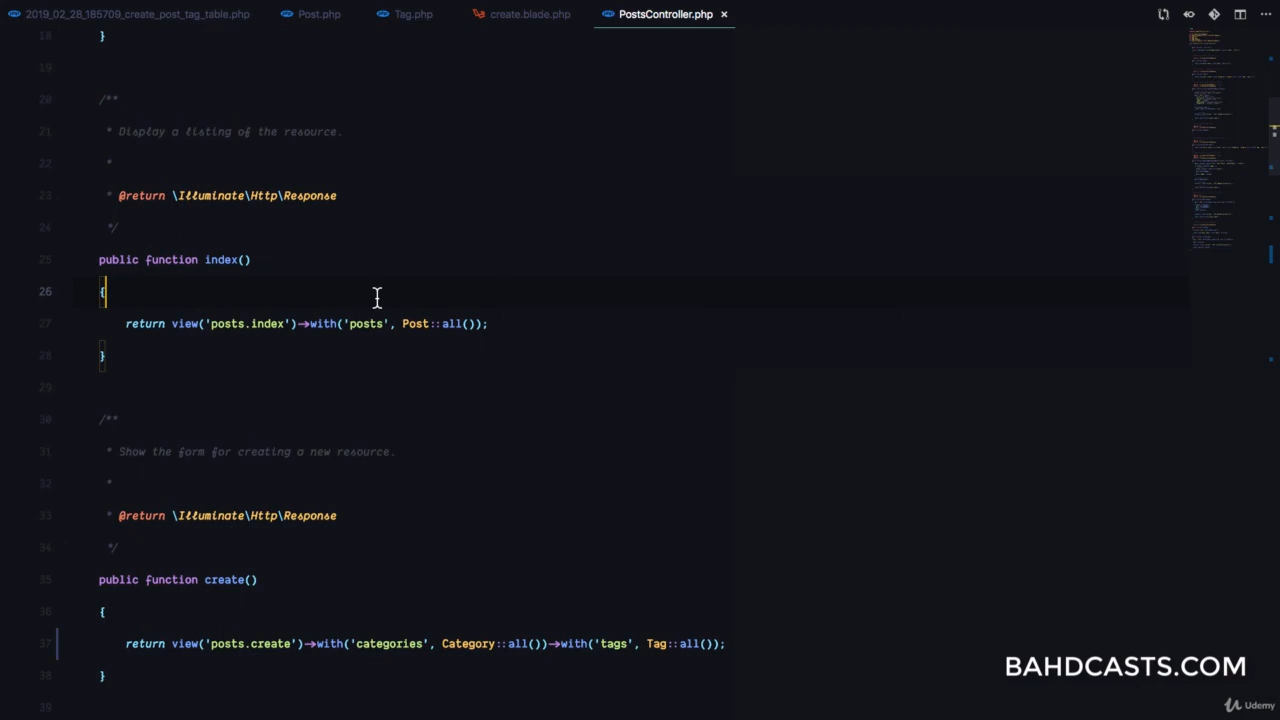 2019_02_28_185709_create_post_tag_table.php Post.php Tag.php create.blade.php PostsController.php ×
18 }
19
20 /**
21 * Display a listing of the resource.
22 *
23 * @return \Illuminate\Http\Response
24 */
25 public function index()
26 {
27 return view('posts.index')->with('posts', Post::all());
28 }
29
30 /**
31 * Show the form for creating a new resource.
32 *
33 * @return \Illuminate\Http\Response
34 */
35 public function create()
36 {
37 return view('posts.create')->with('categories', Category::all())->with('tags', Tag::all());
38 }
39
BAHDCASTS.COM
Udemy